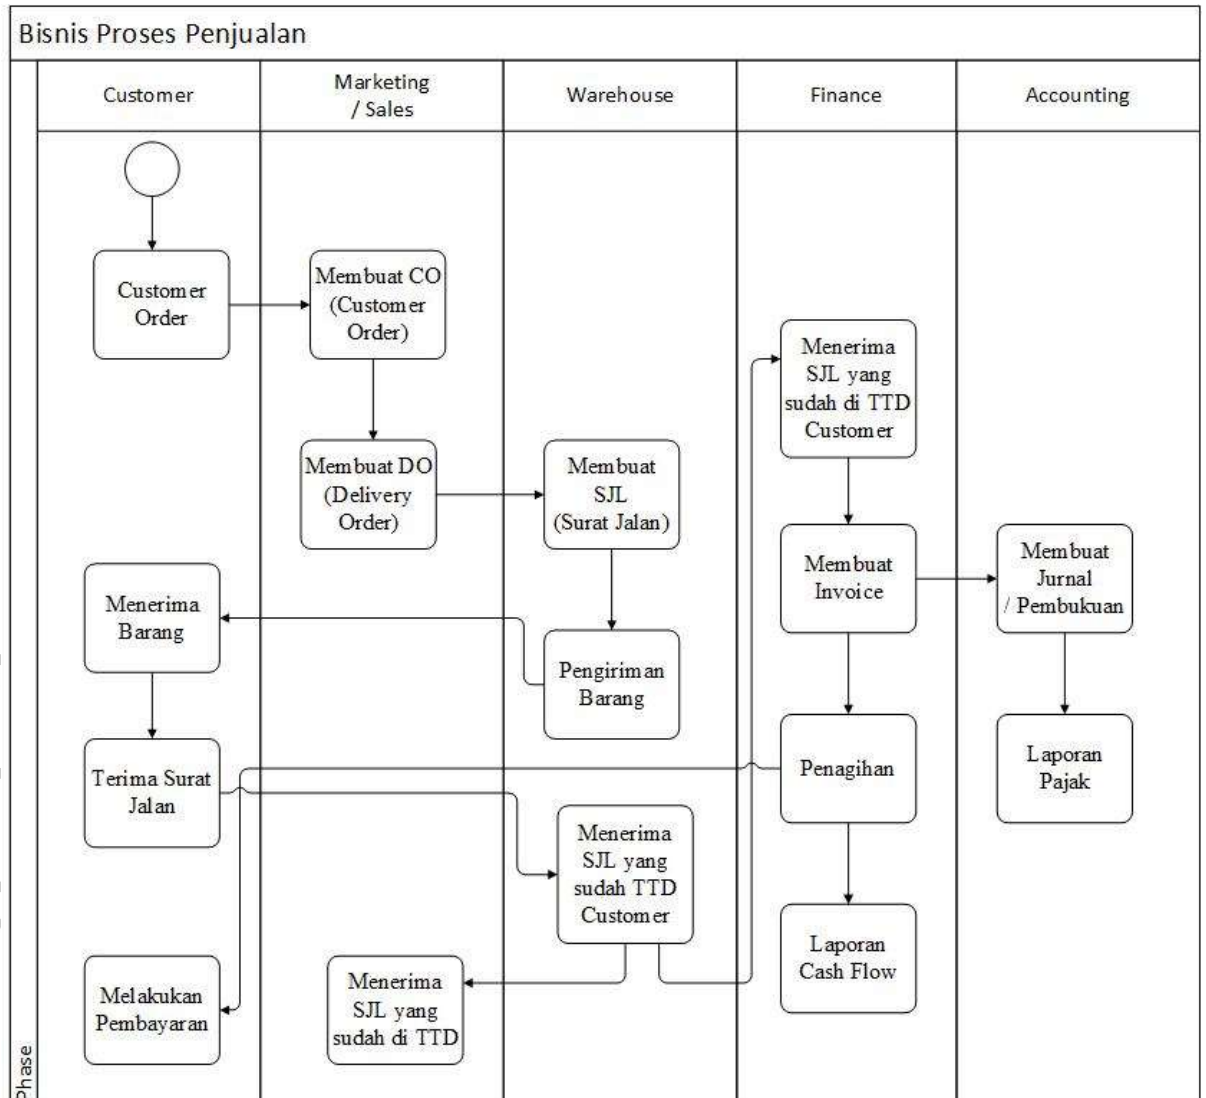 Bisnis Proses Penjualan
Customer
Marketing
/ Sales
Warehouse
Finance
Accounting
Customer
Order
Membuat CO
(Customer
Order)
Menerima
SJL yang
sudah di TTD
Customer
Membuat DO
(Delivery
Order)
Membuat
SJL
(Surat Jalan)
Membuat
Invoice
Membuat
Jurnal
/ Pembukuan
Menerima
Barang
Pengiriman
Barang
Terima Surat
Jalan
Penagihan
Laporan
Pajak
Menerima
SJL yang
sudah TTD
Customer
Laporan
Cash Flow
Melakukan
Pembayaran
Menerima
SJL yang
sudah di TTD
Phase